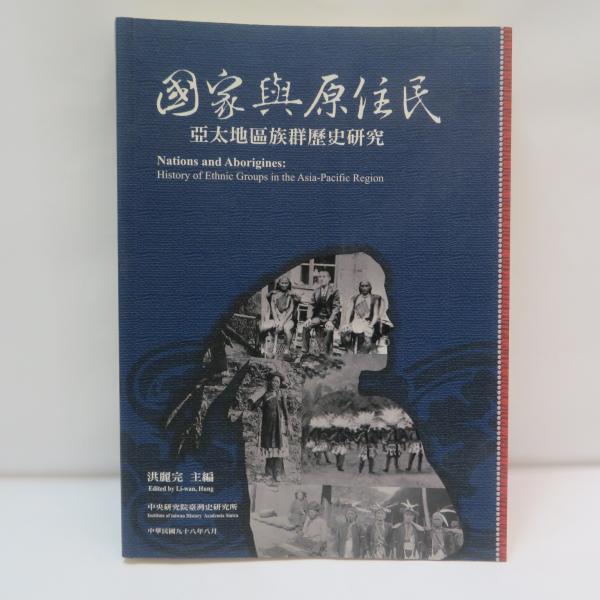 國家與原住民
亞太地區族群歷史研究
Nations and Aborigines:
History of Ethnic Groups in the Asia-Pacific Region
洪麗完 主編
Edited by Li-wan, Hung
中央研究院臺灣史研究所
Institute of taiwan History Academia Sinica
中華民國九十八年八月